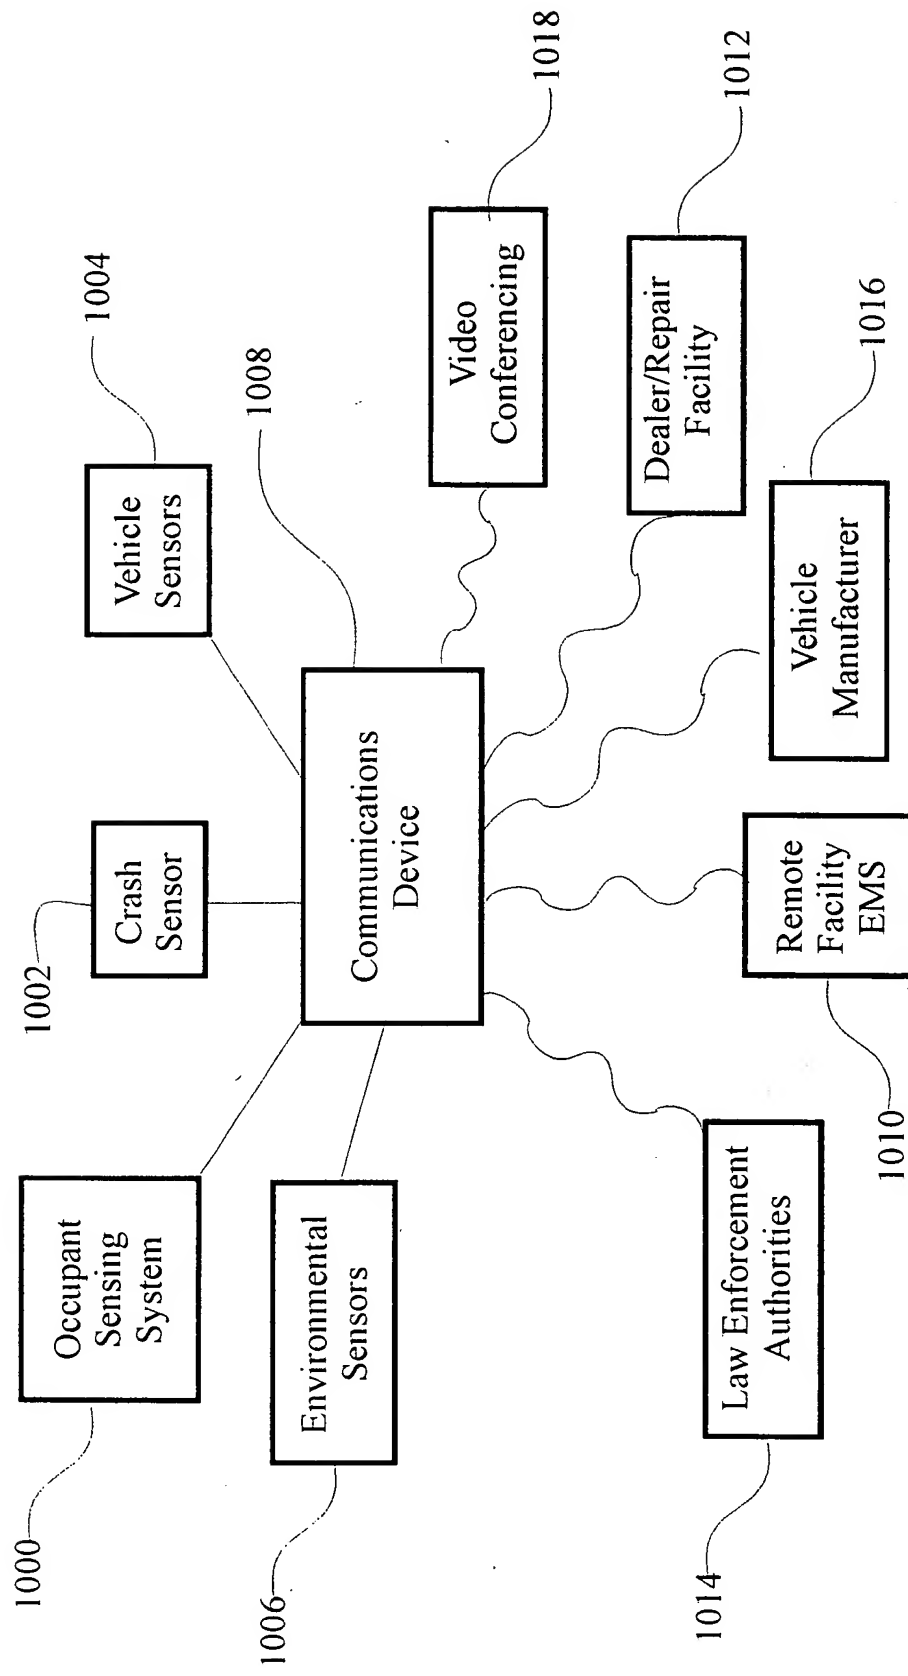 1000
Occupant
Sensing
System
1002
Crash
Sensor
Vehicle
Sensors
1004
1006
Environmental
Sensors
Communications
Device
1008
Video
Conferencing
1018
1014
Law Enforcement
Authorities
1010
Remote
Facility
EMS
Vehicle
Manufacturer
1016
Dealer/Repair
Facility
1012